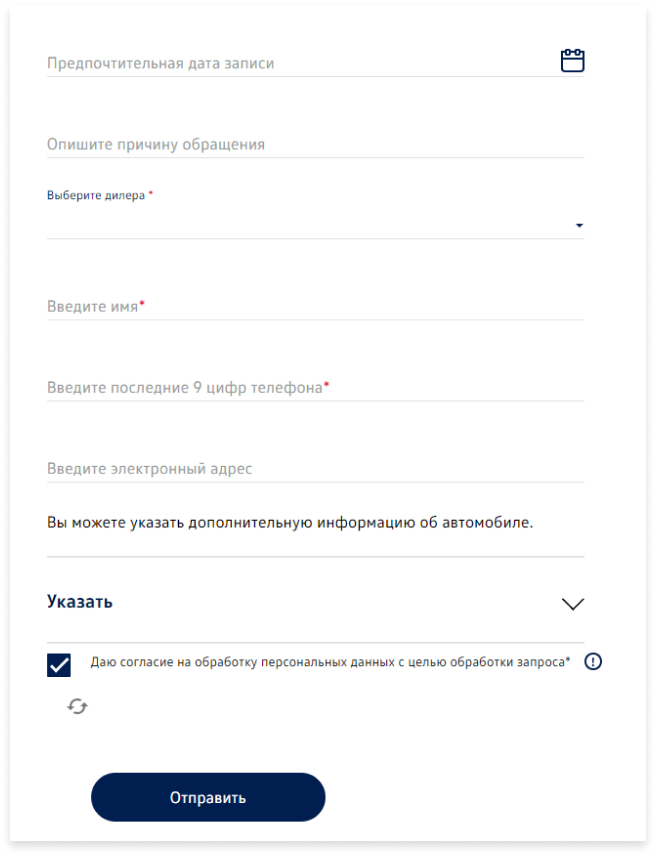 Предпочтительная дата записи
Опишите причину обращения
Выберите дилера *
Введите имя*
Введите последние 9 цифр телефона*
Введите электронный адрес
Вы можете указать дополнительную информацию об автомобиле.
Указать
Даю согласие на обработку персональных данных с целью обработки запроса*
Отправить